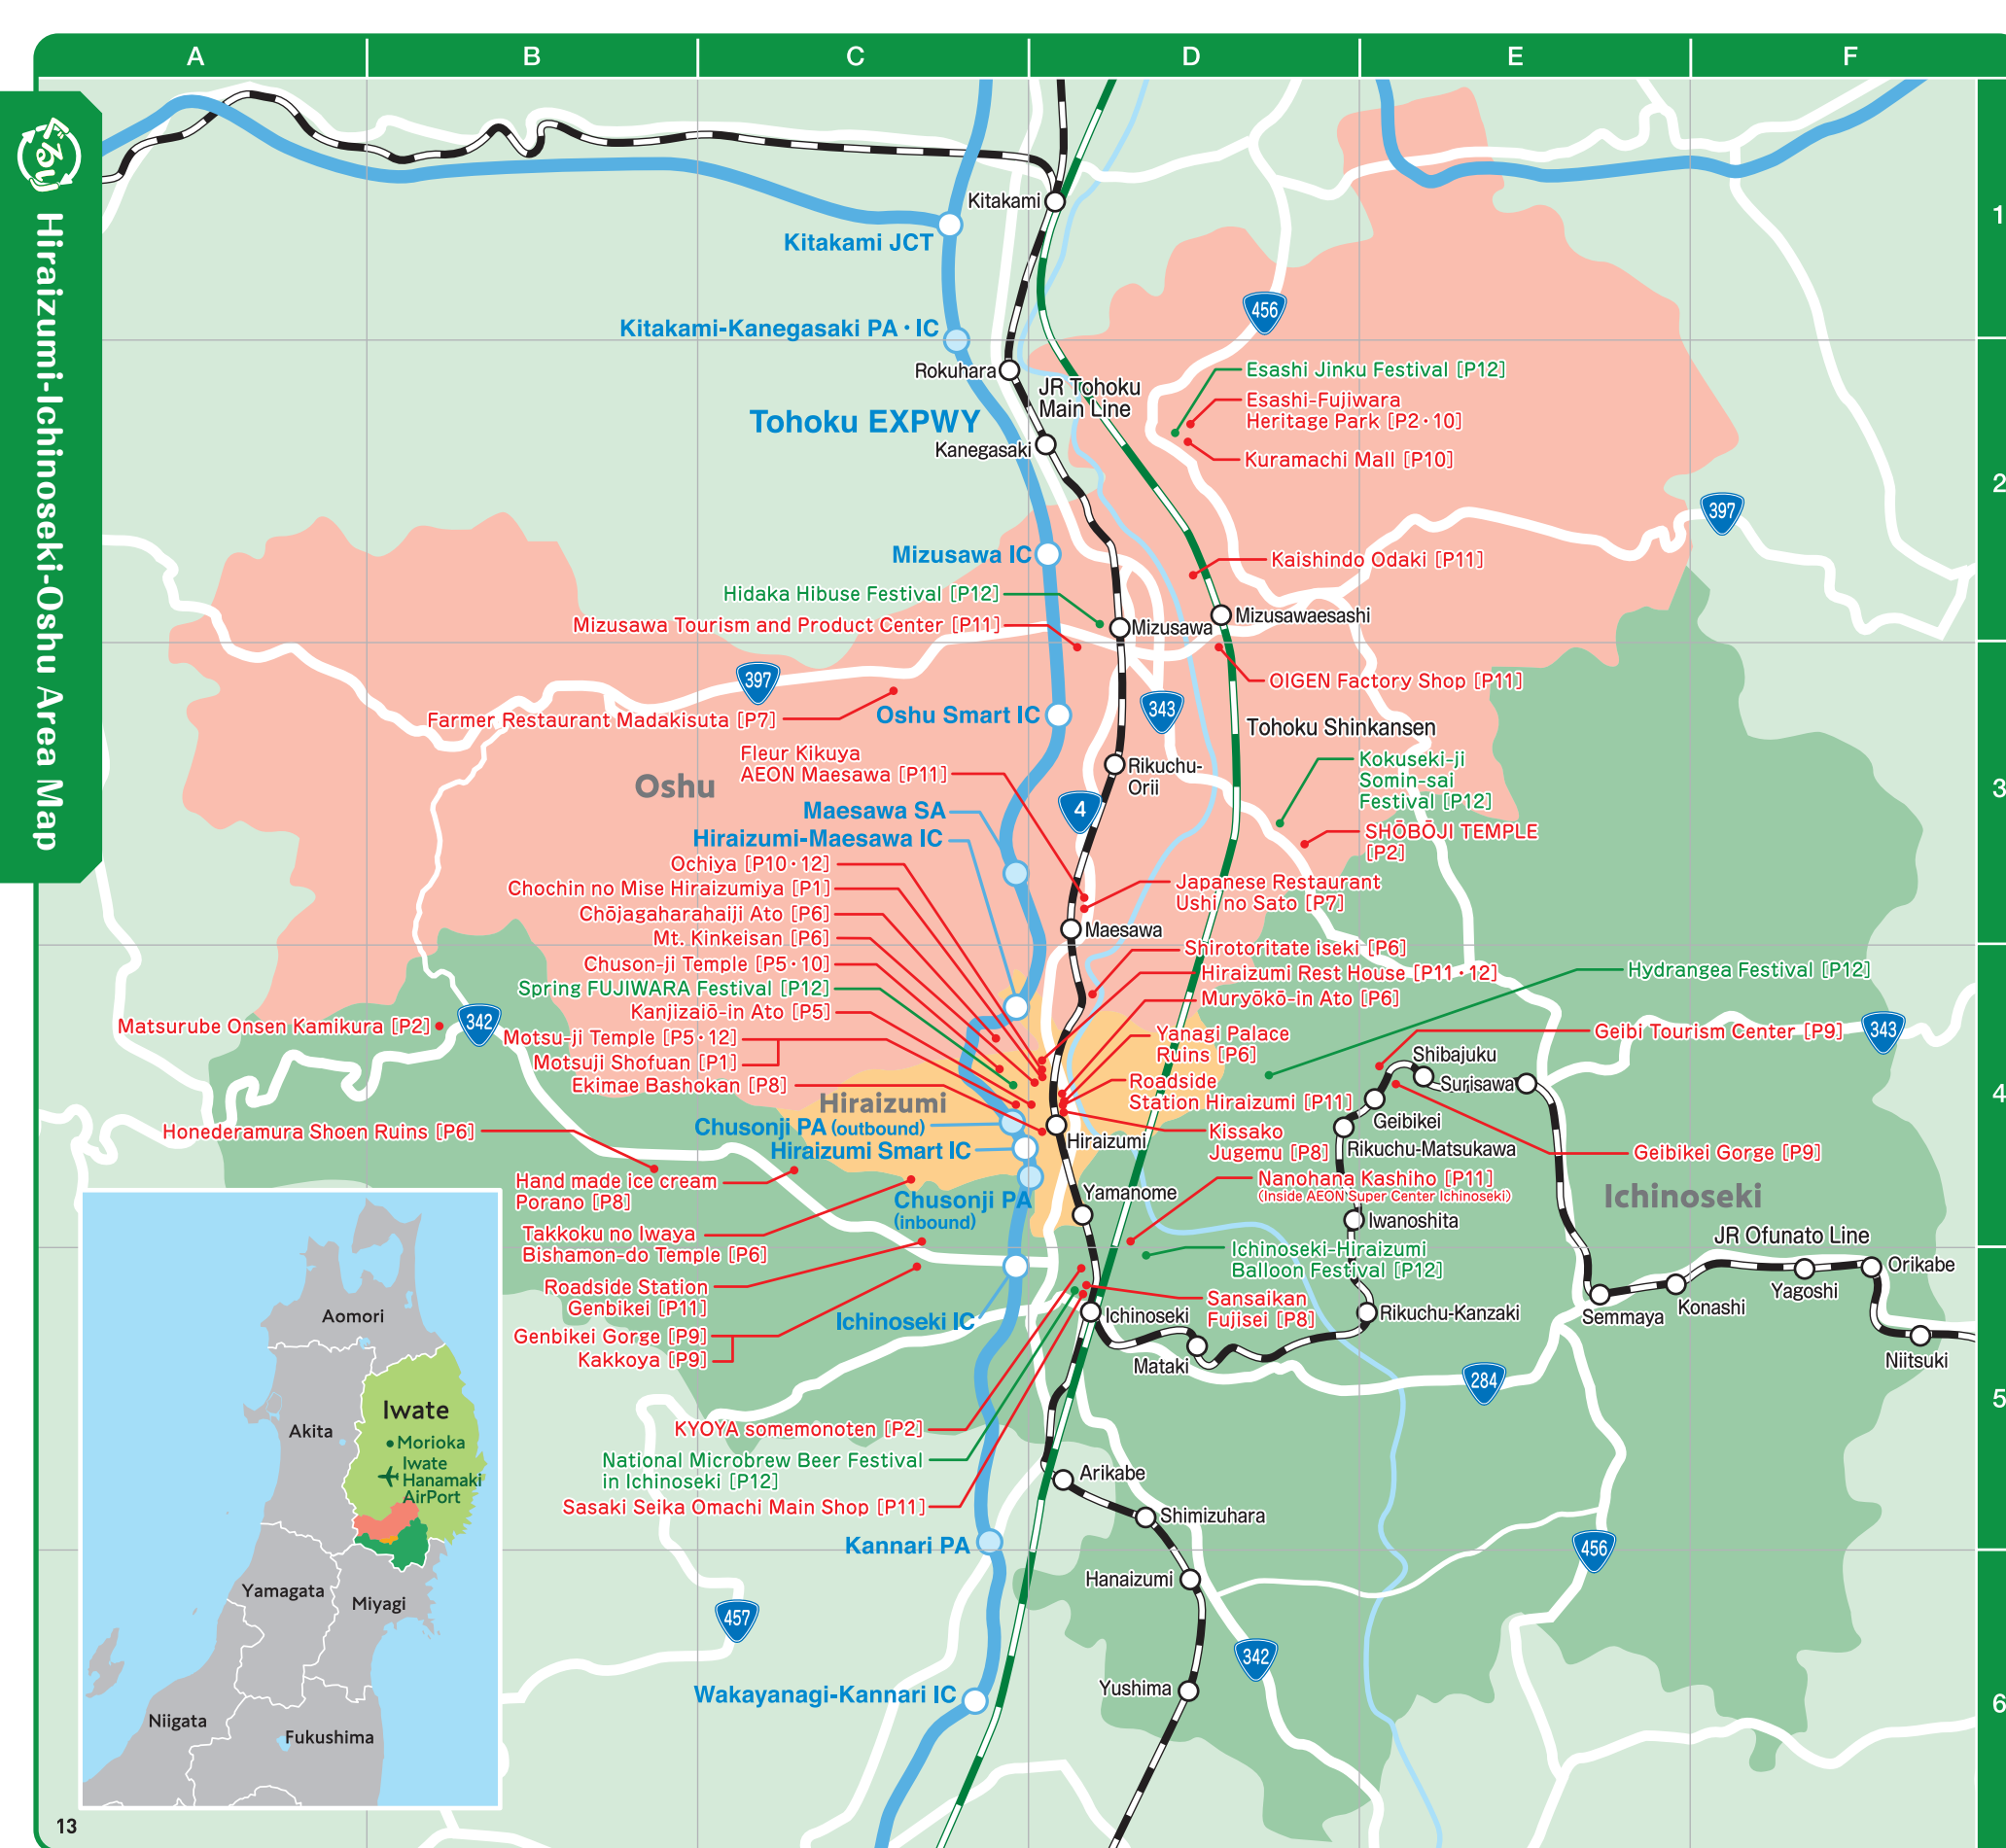 A
B
C
D
E
F
Hiraizumi-Ichinoseki-Oshu Area Map
1
2
3
4
5
6
Kitakami
Kitakami JCT
456
Kitakami-Kanegasaki PA・IC
Rokuhara
JR Tohoku
Main Line
Esashi Jinku Festival [P12]
Esashi-Fujiwara
Heritage Park [P2・10]
Tohoku EXPWY
Kanegasaki
Kuramachi Mall [P10]
397
Mizusawa IC
Kaishindo Odaki [P11]
Hidaka Hibuse Festival [P12]
Mizusawa Tourism and Product Center [P11]
Mizusawa
Mizusawaesashi
397
OIGEN Factory Shop [P11]
Farmer Restaurant Madakisuta [P7]
Oshu Smart IC
343
Tohoku Shinkansen
Fleur Kikuya
AEON Maesawa [P11]
Rikuchu-
Orii
Kokuseki-ji
Somin-sai
Festival [P12]
Oshu
Maesawa SA
4
Hiraizumi-Maesawa IC
SHŌBŌJI TEMPLE
[P2]
Ochiya [P10・12]
Chochin no Mise Hiraizumiya [P1]
Japanese Restaurant
Ushi no Sato [P7]
Chōjagaharahaiji Ato [P6]
Maesawa
Mt. Kinkeisan [P6]
Shirotoritate iseki [P6]
Chuson-ji Temple [P5・10]
Hiraizumi Rest House [P11・12]
Hydrangea Festival [P12]
Spring FUJIWARA Festival [P12]
Muryōkō-in Ato [P6]
Kanjizaiō-in Ato [P5]
Matsurube Onsen Kamikura [P2]
342
Motsu-ji Temple [P5・12]
Yanagi Palace
Ruins [P6]
Geibi Tourism Center [P9]
343
Motsuji Shofuan [P1]
Shibajuku
Ekimae Bashokan [P8]
Roadside
Station Hiraizumi [P11]
Surisawa
Hiraizumi
Geibikei
Chusonji PA (outbound)
Hiraizumi
Honederamura Shoen Ruins [P6]
Kissako
Jugemu [P8]
Rikuchu-Matsukawa
Geibikei Gorge [P9]
Hiraizumi Smart IC
Hand made ice cream
Porano [P8]
Nanohana Kashiho [P11]
(Inside AEON Super Center Ichinoseki)
Ichinoseki
Chusonji PA
(inbound)
Yamanome
Iwanoshita
Takkoku no Iwaya
Bishamon-do Temple [P6]
JR Ofunato Line
Ichinoseki-Hiraizumi
Balloon Festival [P12]
Orikabe
Yagoshi
Roadside Station
Genbikei [P11]
Sansaikan
Fujisei [P8]
Konashi
Semmaya
Ichinoseki IC
Ichinoseki
Rikuchu-Kanzaki
Genbikei Gorge [P9]
Kakkoya [P9]
Mataki
Niitsuki
284
KYOYA somemonoten [P2]
National Microbrew Beer Festival
in Ichinoseki [P12]
Arikabe
Sasaki Seika Omachi Main Shop [P11]
Shimizuhara
Kannari PA
456
Hanaizumi
457
342
Yushima
Wakayanagi-Kannari IC
Aomori
Akita
Iwate
Morioka
Iwate
Hanamaki
AirPort
Yamagata
Miyagi
Niigata
Fukushima
13